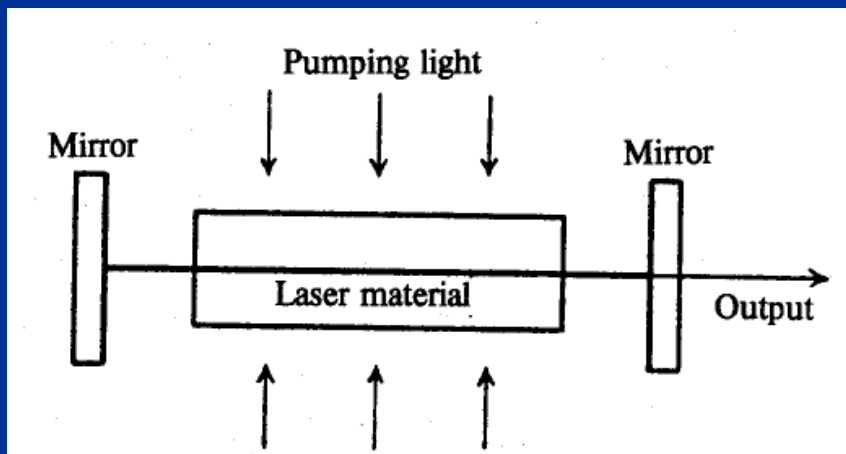 Pumping light
Mirror
Mirror
Laser material
Output